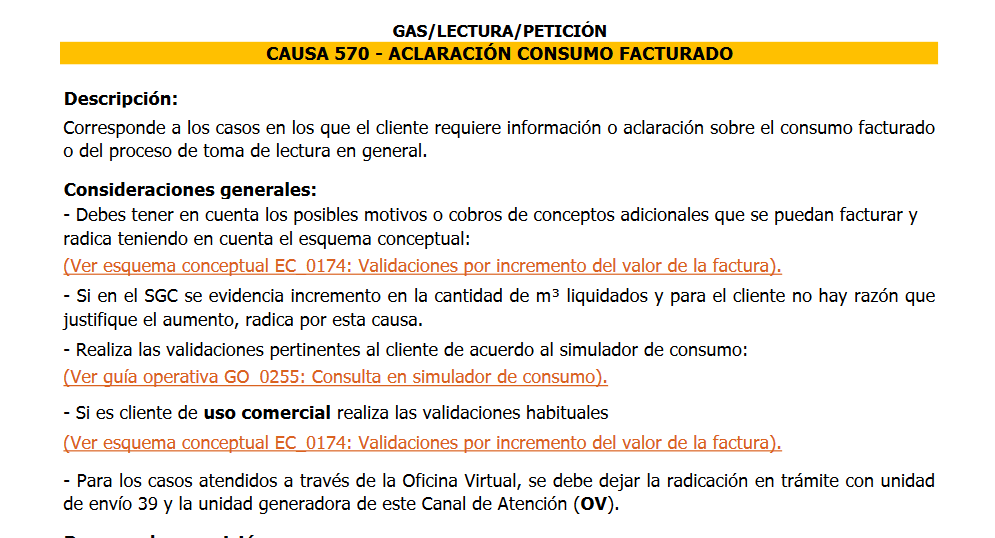 GAS/LECTURA/PETICIÓN
CAUSA 570 - ACLARACIÓN CONSUMO FACTURADO
Descripción:
Corresponde a los casos en los que el cliente requiere información o aclaración sobre el consumo facturado
o del proceso de toma de lectura en general.
Consideraciones generales:
- Debes tener en cuenta los posibles motivos o cobros de conceptos adicionales que se puedan facturar y
radica teniendo en cuenta el esquema conceptual:
(Ver esquema conceptual EC_0174: Validaciones por incremento del valor de la factura).
- Si en el SGC se evidencia incremento en la cantidad de m³ liquidados y para el cliente no hay razón que
justifique el aumento, radica por esta causa.
- Realiza las validaciones pertinentes al cliente de acuerdo al simulador de consumo:
(Ver guía operativa GO_0255: Consulta en simulador de consumo).
- Si es cliente de uso comercial realiza las validaciones habituales
(Ver esquema conceptual EC_0174: Validaciones por incremento del valor de la factura).
- Para los casos atendidos a través de la Oficina Virtual, se debe dejar la radicación en trámite con unidad
de envío 39 y la unidad generadora de este Canal de Atención (OV).